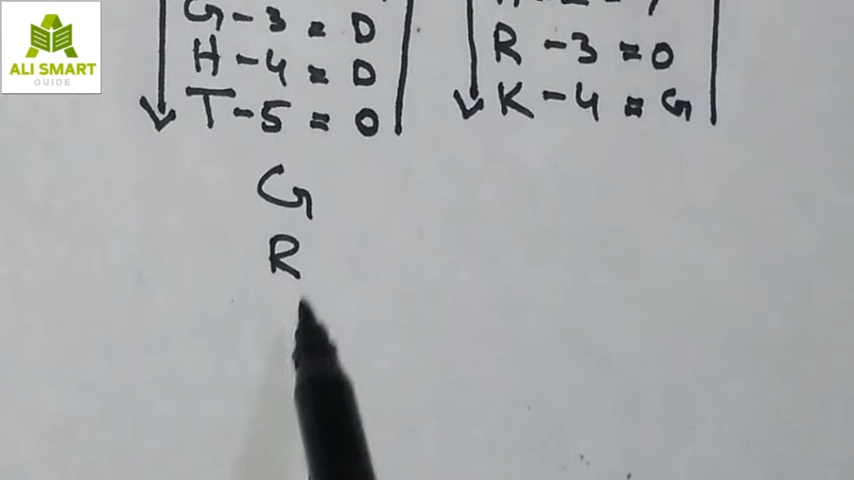 ALI SMART
GUIDE
G-3 = D
H-4 = D
T-5 = O
R-3 = O
K-4 = G
G
R